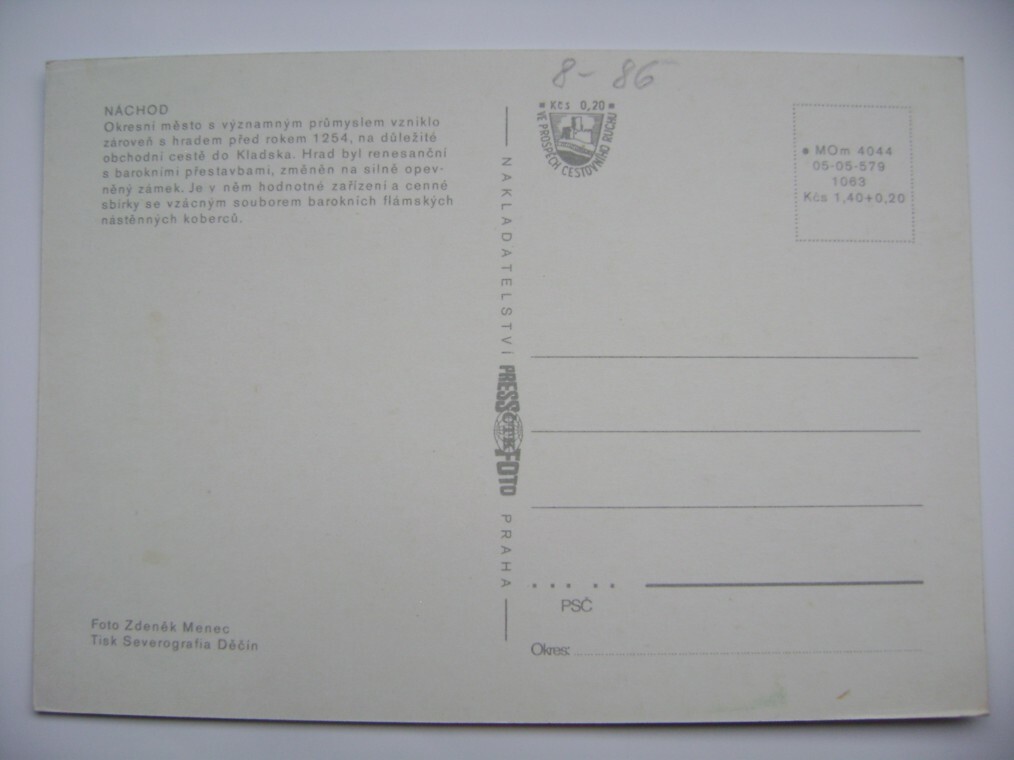 8- 86
NÁCHOD
Okresní město s významným průmyslem vzniklo
zároveň s hradem před rokem 1254, na důležité
obchodní cestě do Kladska. Hrad byl renesanční
s barokními přestavbami, změněn na silně opev-
něný zámek. Je v něm hodnotné zařízení a cenné
sbírky se vzácným souborem barokních flámských
nástěnných koberců.
Foto Zdeněk Menec
Tisk Severografia Děčín
NAKLADATELSTVÍ PRESSFOTO PRAHA
ČTK
Kčs 0,20
VE PROSPĚCH CESTOVNÍHO RUCHU
• MOm 4044
05-05-579
1063
Kčs 1,40+0,20
PSČ
Okres: